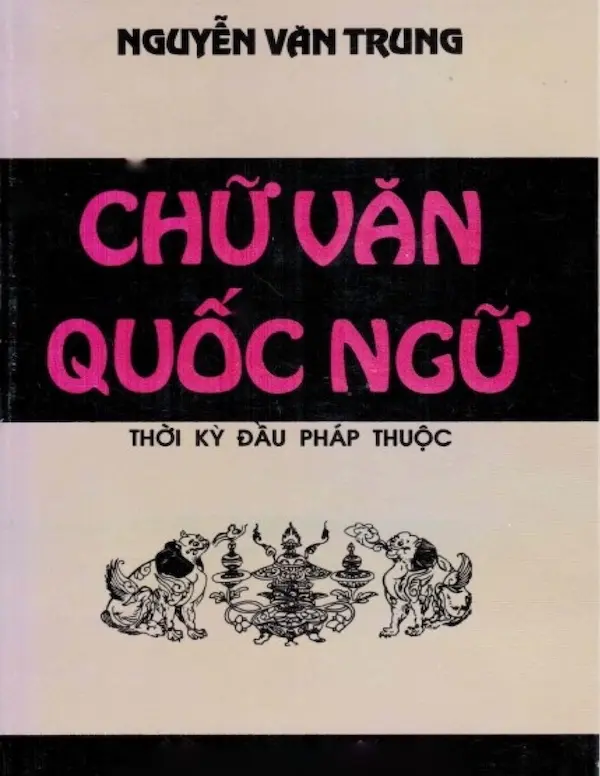 NGUYỄN VĂN TRUNG
CHỮ VĂN
QUỐC NGỮ
THỜI KỲ ĐẦU PHÁP THUỘC